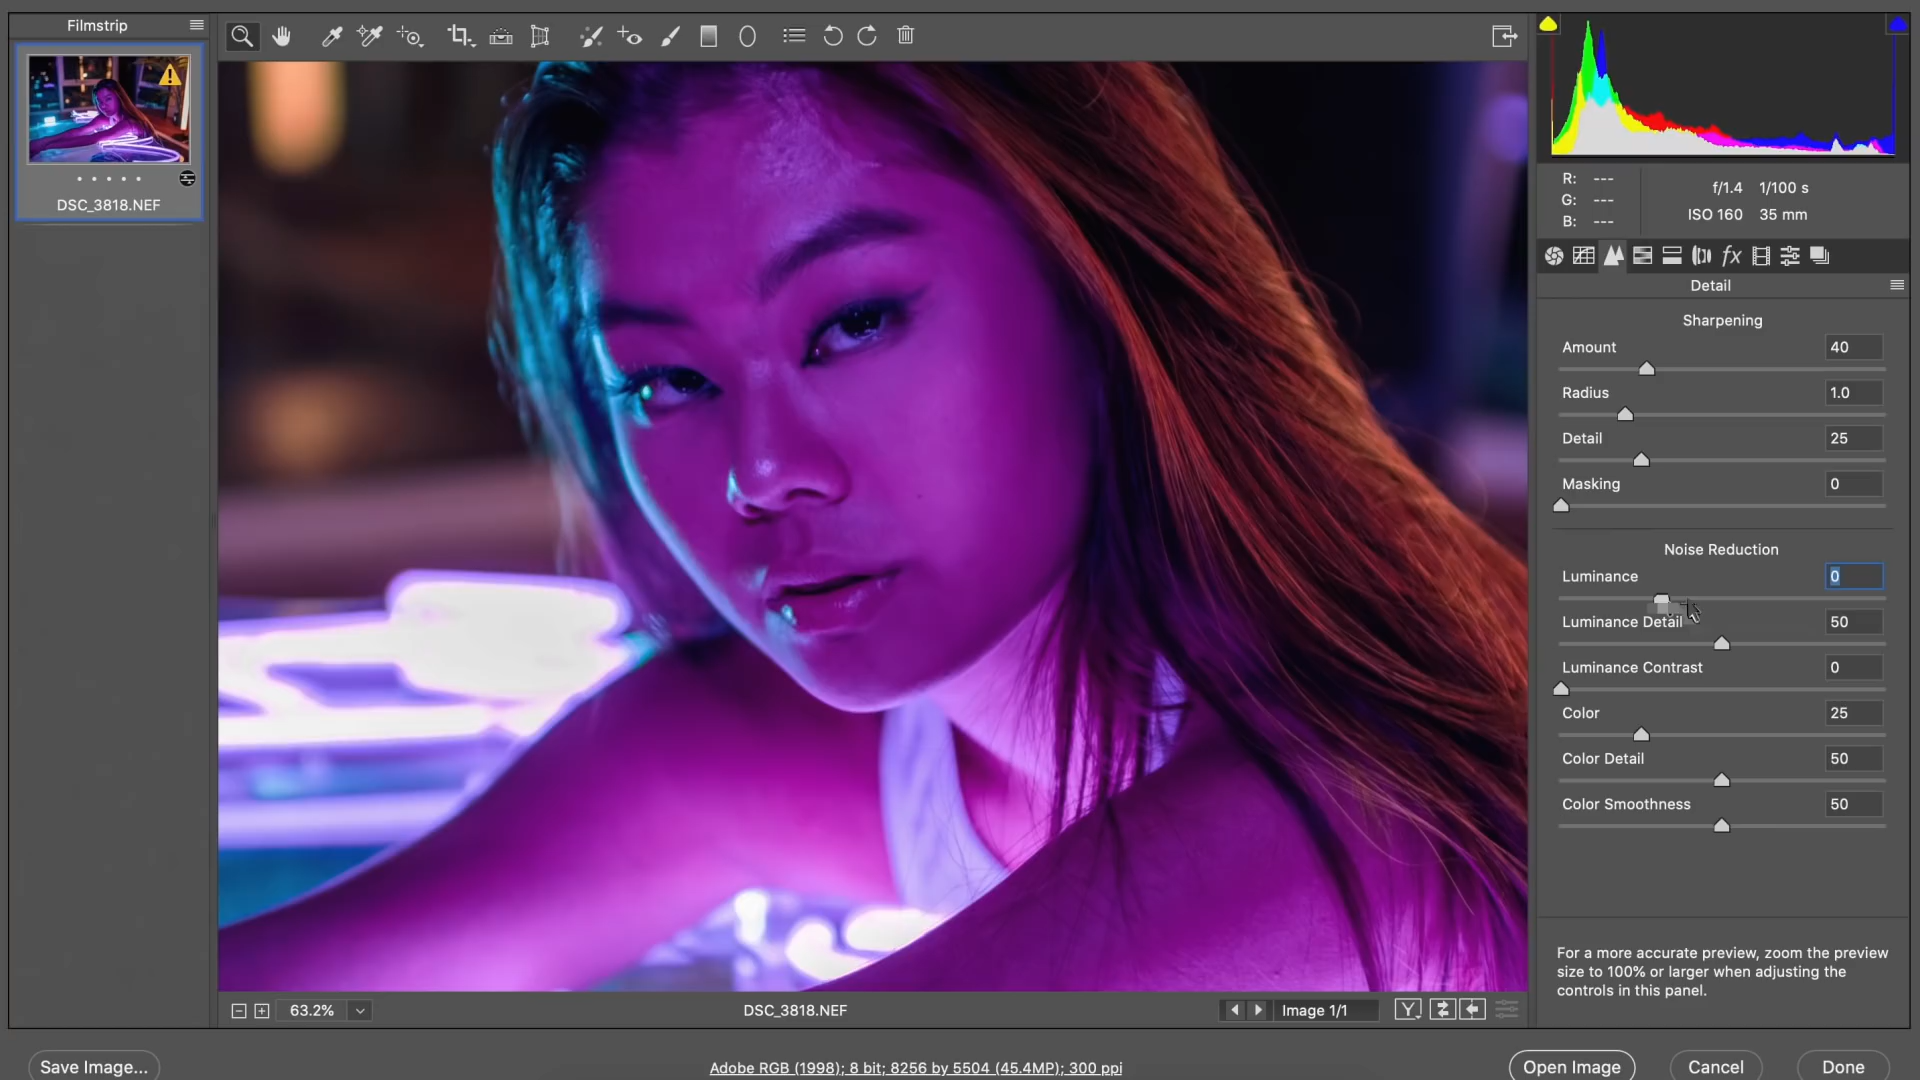 Filmstrip
DSC_3818.NEF
R: ---
G: ---
B: ---
f/1.4 1/100 s
ISO 160 35 mm
fx
Detail
Sharpening
Amount 40
Radius 1.0
Detail 25
Masking 0
Noise Reduction
Luminance 0
Luminance Detail 50
Luminance Contrast 0
Color 25
Color Detail 50
Color Smoothness 50
For a more accurate preview, zoom the preview
size to 100% or larger when adjusting the
controls in this panel.
63.2% DSC_3818.NEF Image 1/1 Y
Save Image... Adobe RGB (1998); 8 bit; 8256 by 5504 (45.4MP); 300 ppi Open Image Cancel Done